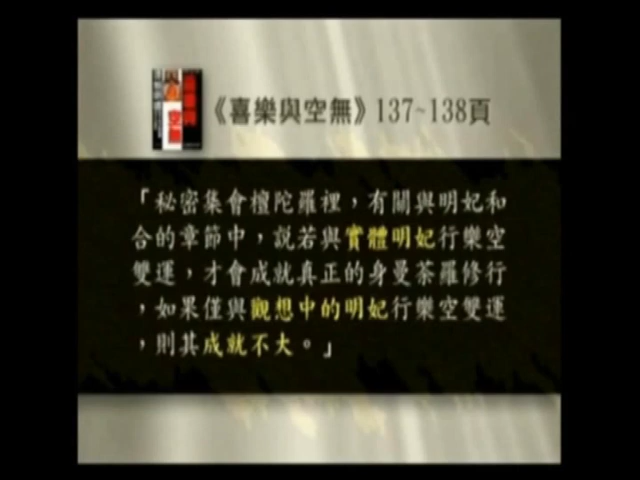 《喜樂與空無》137~138頁
「秘密集會檀陀羅裡，有關與明妃和
合的章節中，説若與實體明妃行樂空
雙運，才會成就真正的身曼荼羅修行
，如果僅與觀想中的明妃行樂空雙運
，則其成就不大。」
空無